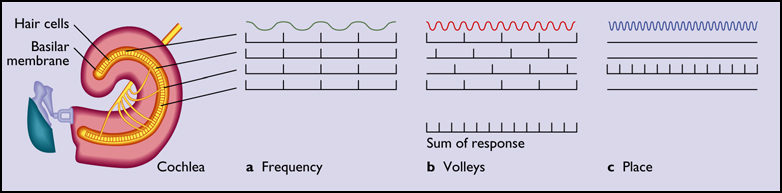 Hair cells
Basilar
membrane
Cochlea
a Frequency
Sum of response
b Volleys
c Place